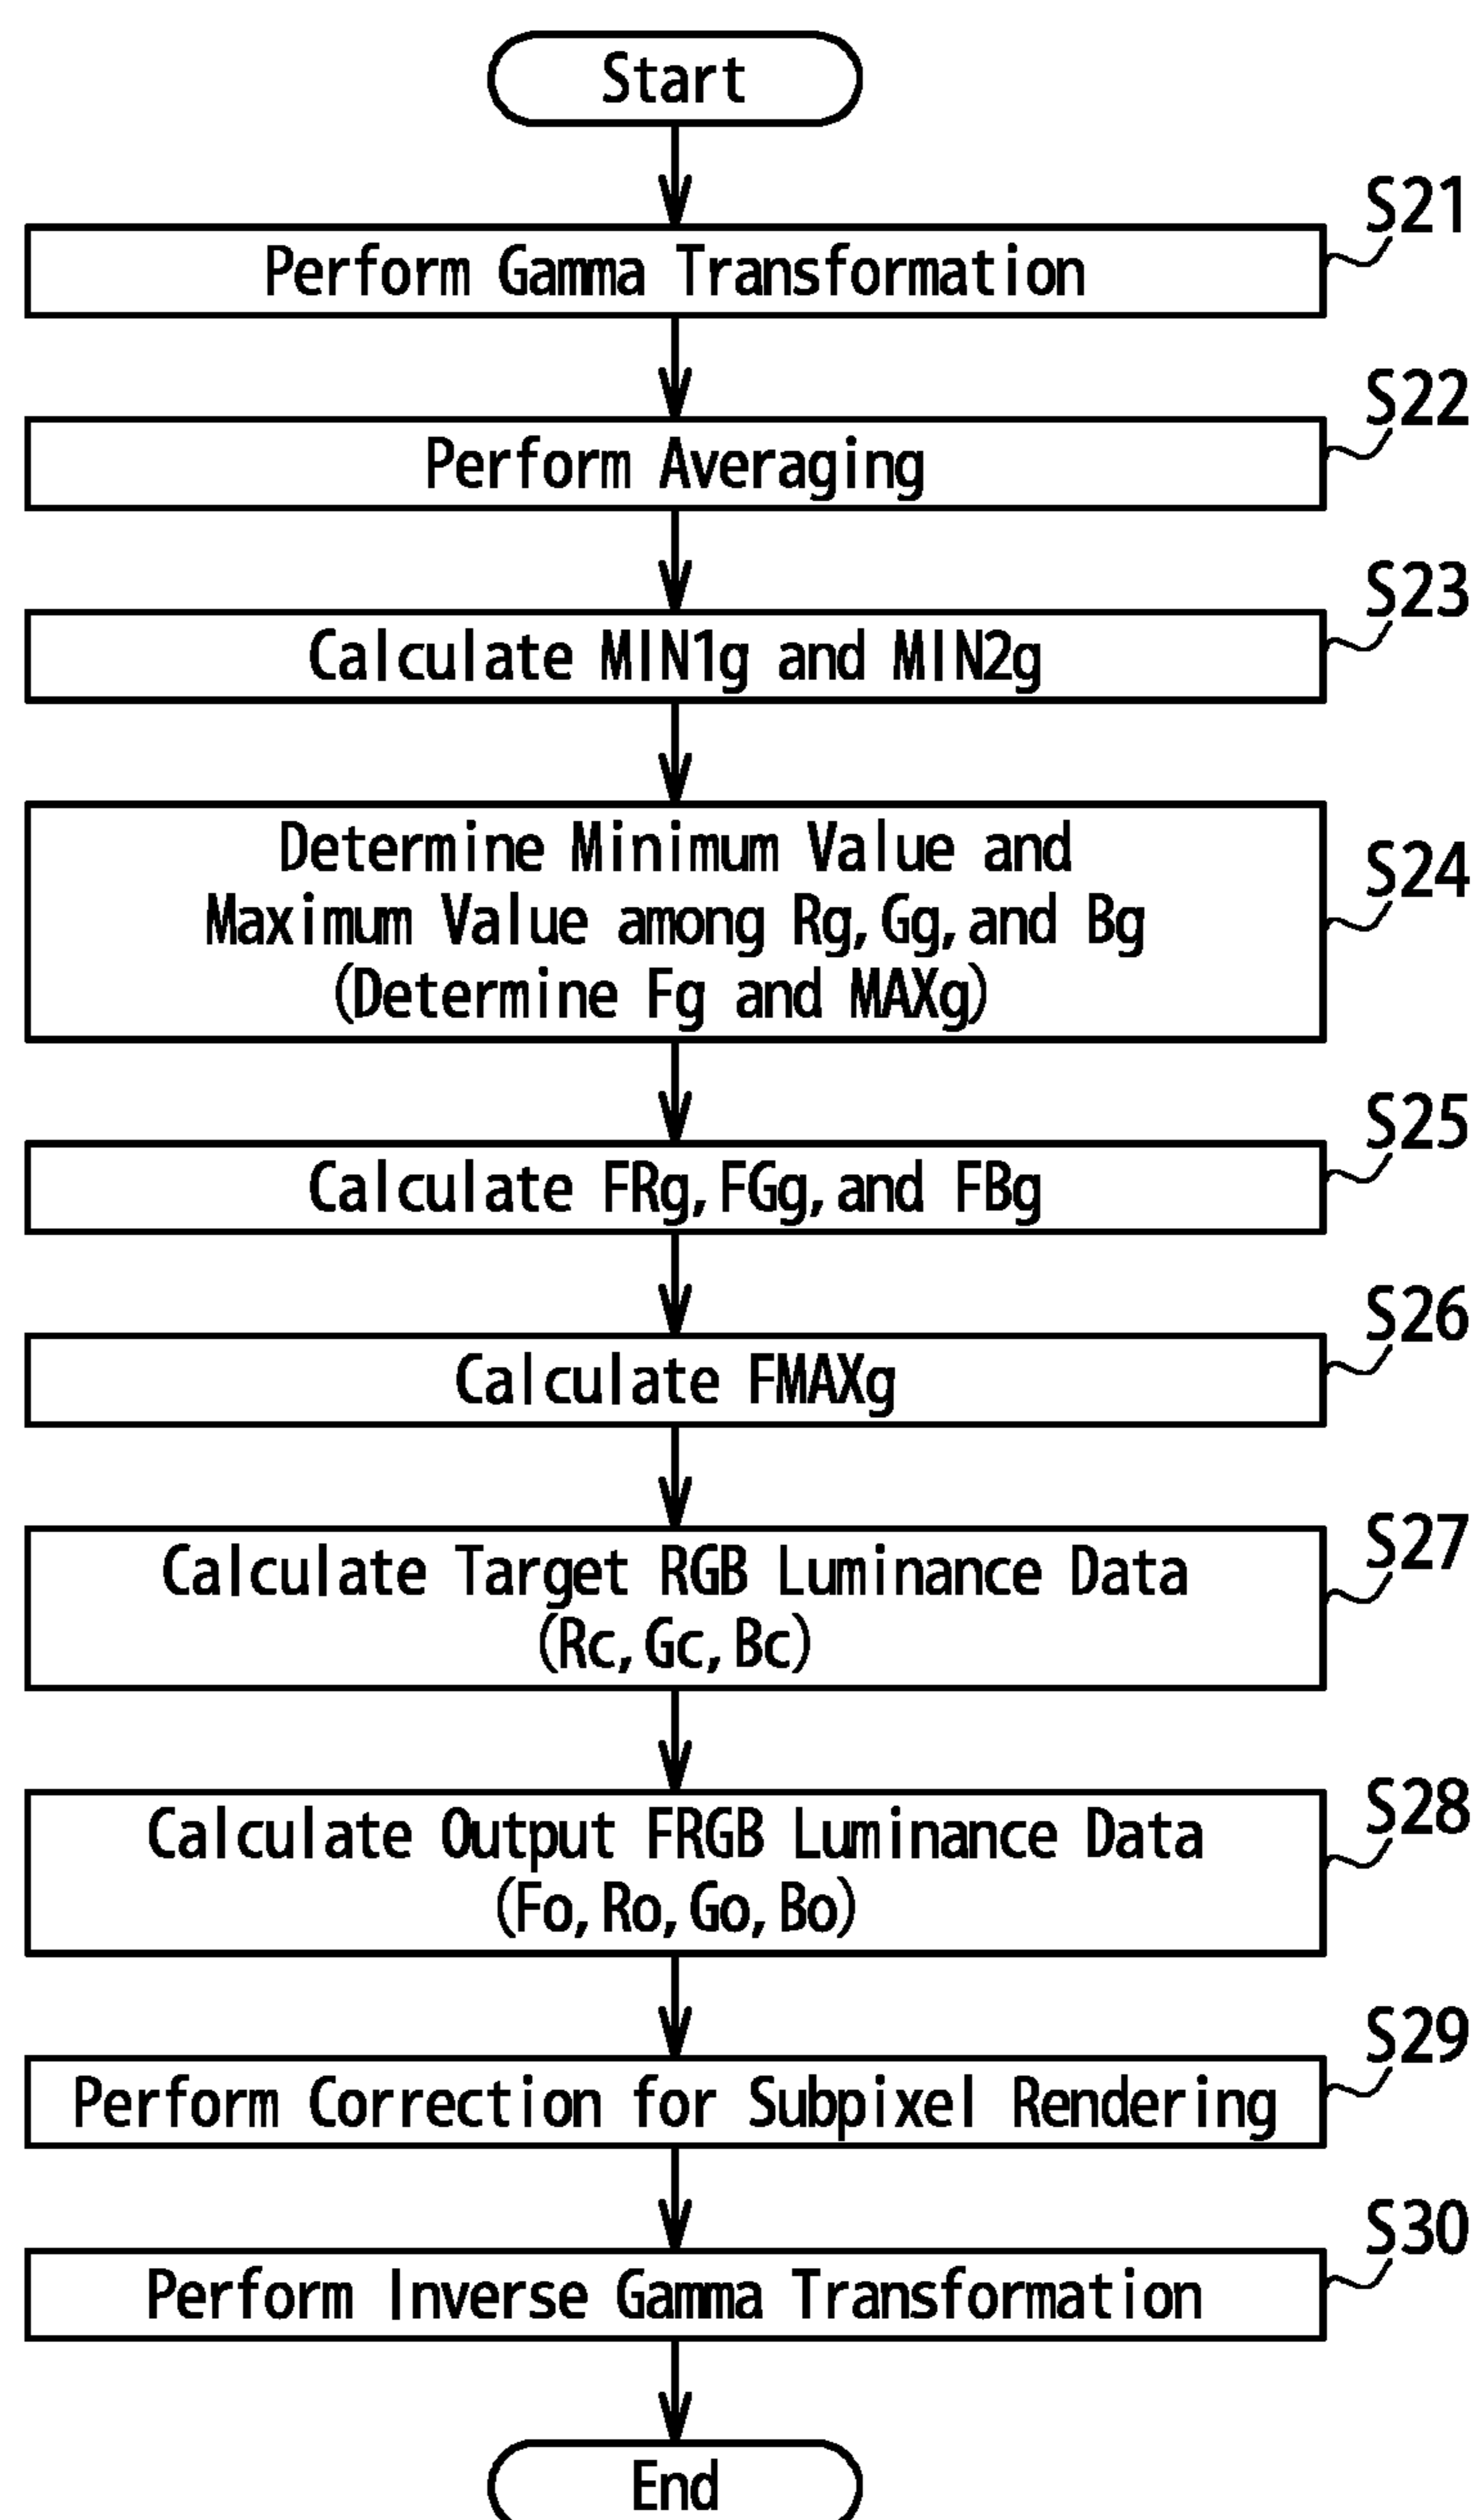 Start
S21
Perform Gamma Transformation
S22
Perform Averaging
S23
Calculate MIN1g and MIN2g
S24
Determine Minimum Value and
Maximum Value among Rg, Gg, and Bg
(Determine Fg and MAXg)
S25
Calculate FRg, FGg, and FBg
S26
Calculate FMAXg
S27
Calculate Target RGB Luminance Data
(Rc, Gc, Bc)
S28
Calculate Output FRGB Luminance Data
(Fo, Ro, Go, Bo)
S29
Perform Correction for Subpixel Rendering
S30
Perform Inverse Gamma Transformation
End